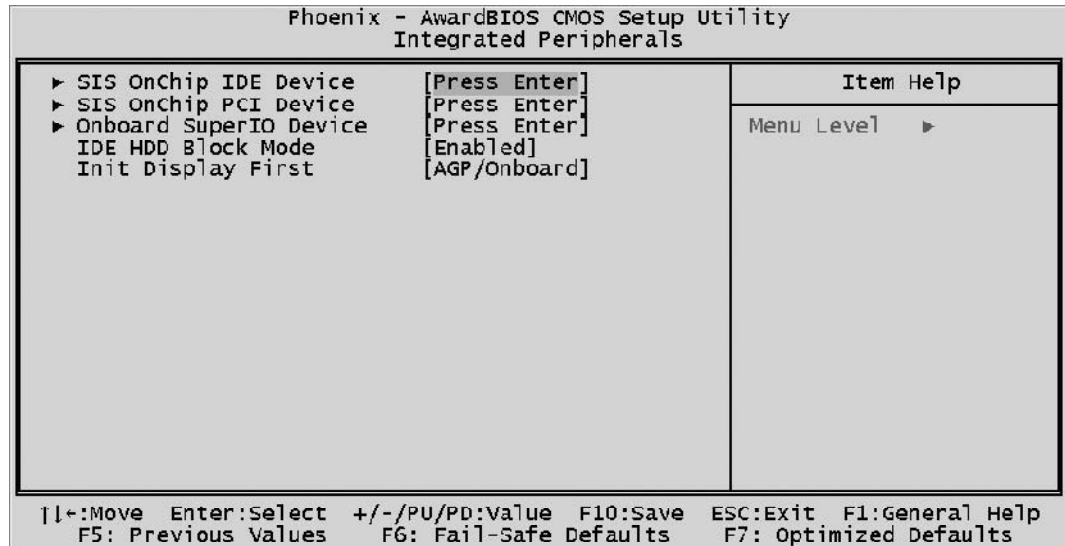 Phoenix - AwardBIOS CMOS Setup Utility
Integrated Peripherals
► SIS OnChip IDE Device [Press Enter]
► SIS OnChip PCI Device [Press Enter]
► Onboard SuperIO Device [Press Enter]
IDE HDD Block Mode [Enabled]
Init Display First [AGP/Onboard]
Item Help
Menu Level ►
↑↓←:Move Enter:Select +/-/PU/PD:Value F10:Save ESC:Exit F1:General Help
F5: Previous Values F6: Fail-Safe Defaults F7: Optimized Defaults